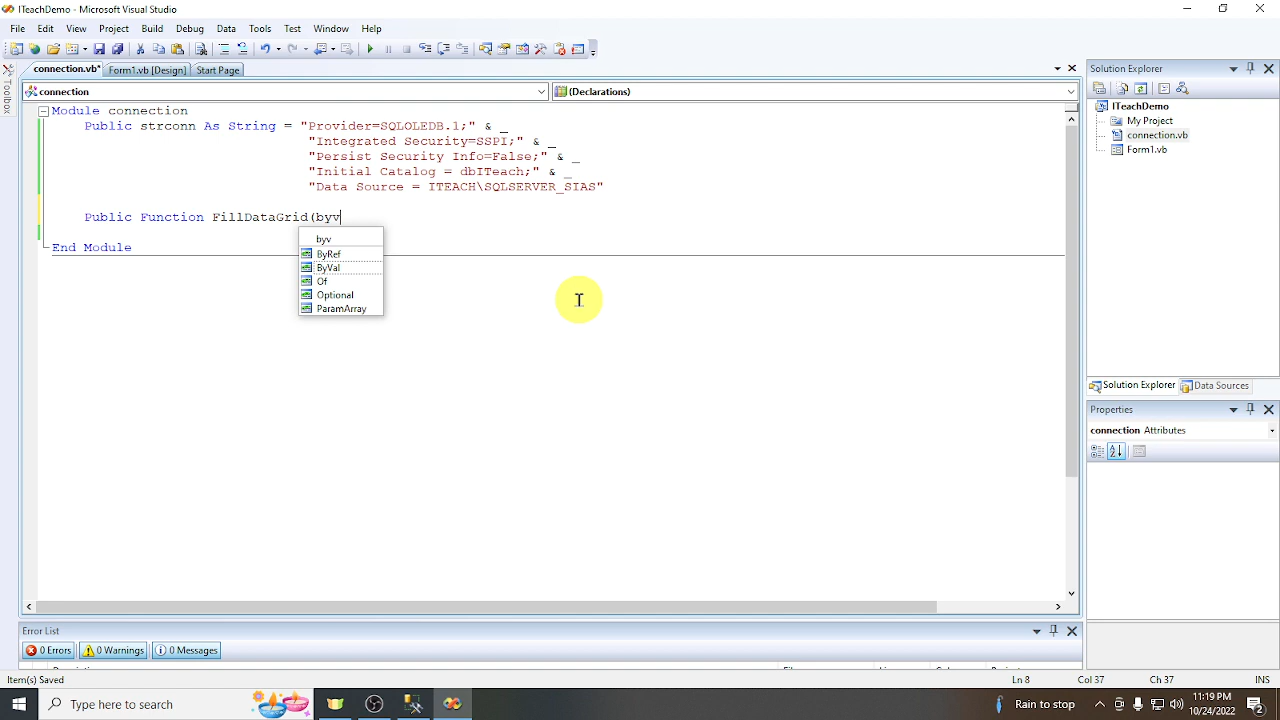 ITeachDemo - Microsoft Visual Studio
File Edit View Project Build Debug Data Tools Test Window Help
connection.vb* Form1.vb [Design] Start Page
Toolbox
connection (Declarations)
Module connection
Public strconn As String = "Provider=SQLOLEDB.1;" & _
"Integrated Security=SSPI;" & _
"Persist Security Info=False;" & _
"Initial Catalog = dbITeach;" & _
"Data Source = ITEACH\SQLSERVER_SIAS"
Public Function FillDataGrid(byv
byv
ByRef
ByVal
Of
Optional
ParamArray
End Module
Solution Explorer
ITeachDemo
My Project
connection.vb
Form1.vb
Solution Explorer Data Sources
Properties
connection Attributes
Error List
0 Errors 0 Warnings 0 Messages
Item(s) Saved Ln 8 Col 37 Ch 37 INS
Type here to search
Rain to stop
11:19 PM
10/24/2022
2